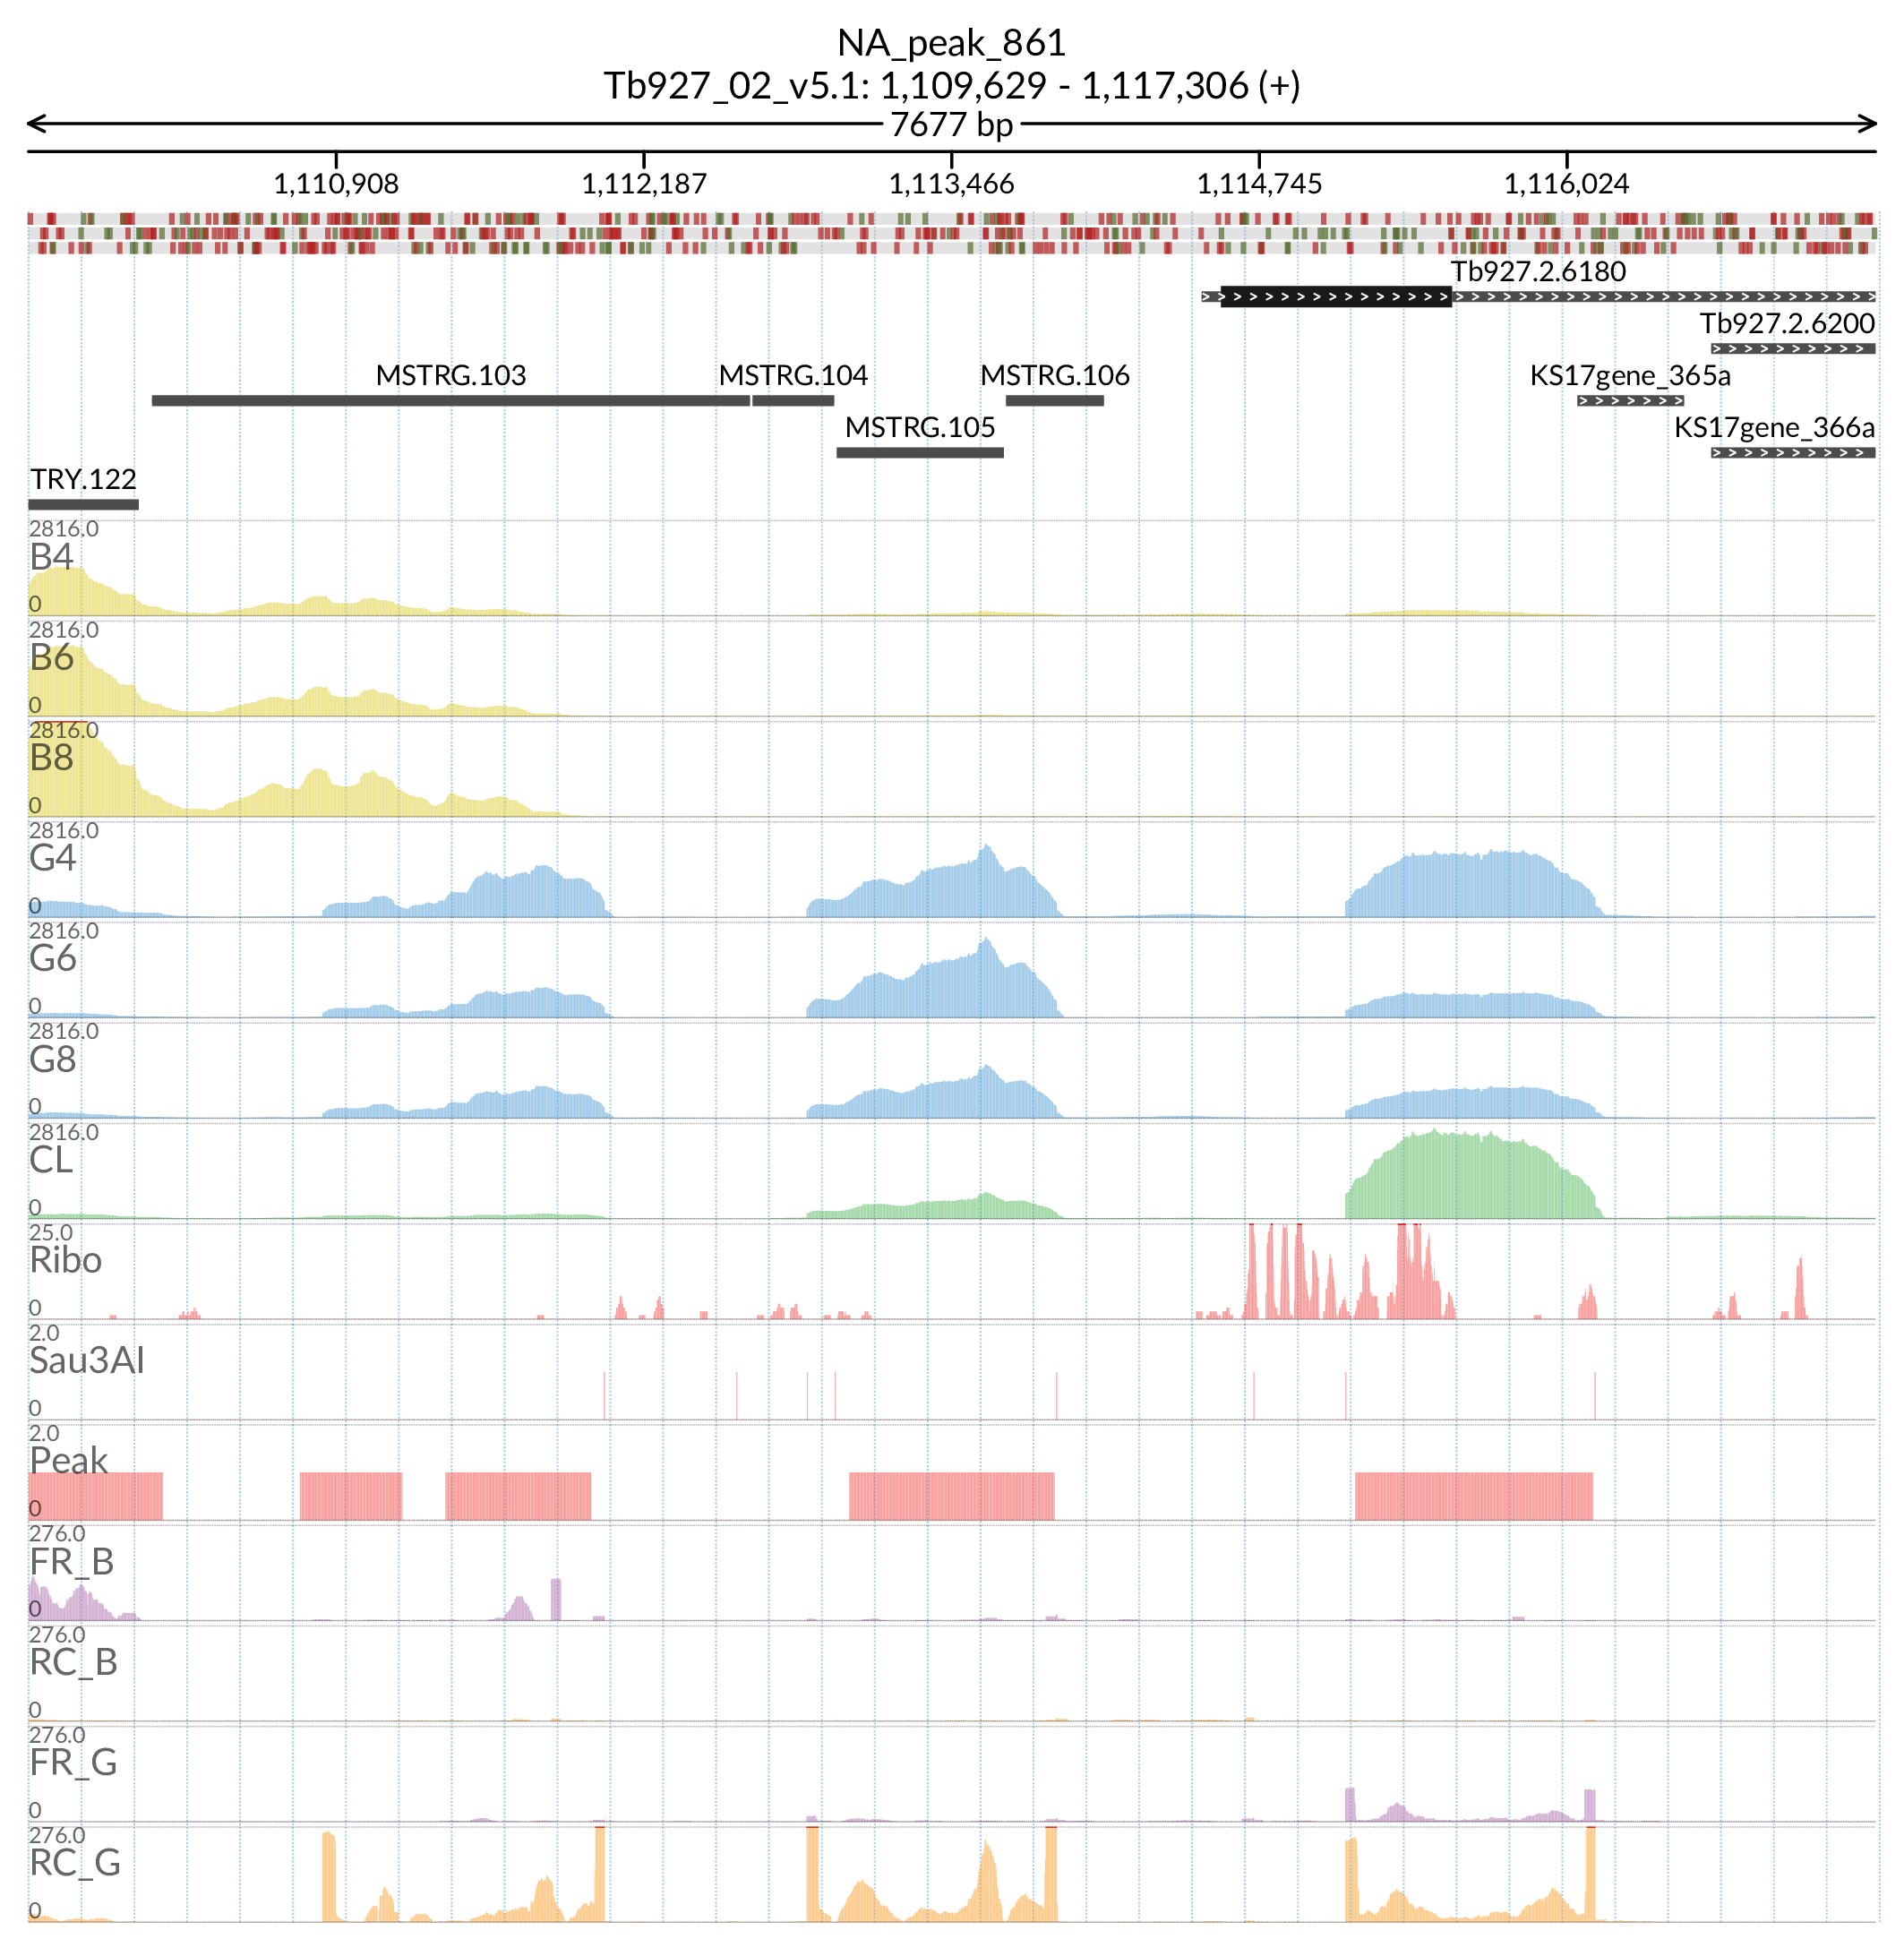 NA_peak_861
Tb927_02_v5.1: 1,109,629 - 1,117,306 (+)
7677 bp
1,110,908 1,112,187 1,113,466 1,114,745 1,116,024
Tb927.2.6180
Tb927.2.6200
MSTRG.103 MSTRG.104 MSTRG.106 KS17gene_365a
MSTRG.105 KS17gene_366a
TRY.122
2816.0
B4
0
2816.0
B6
0
2816.0
B8
0
2816.0
G4
0
2816.0
G6
0
2816.0
G8
0
2816.0
CL
0
25.0
Ribo
0
2.0
Sau3AI
0
2.0
Peak
0
276.0
FR_B
0
276.0
RC_B
0
276.0
FR_G
0
276.0
RC_G
0